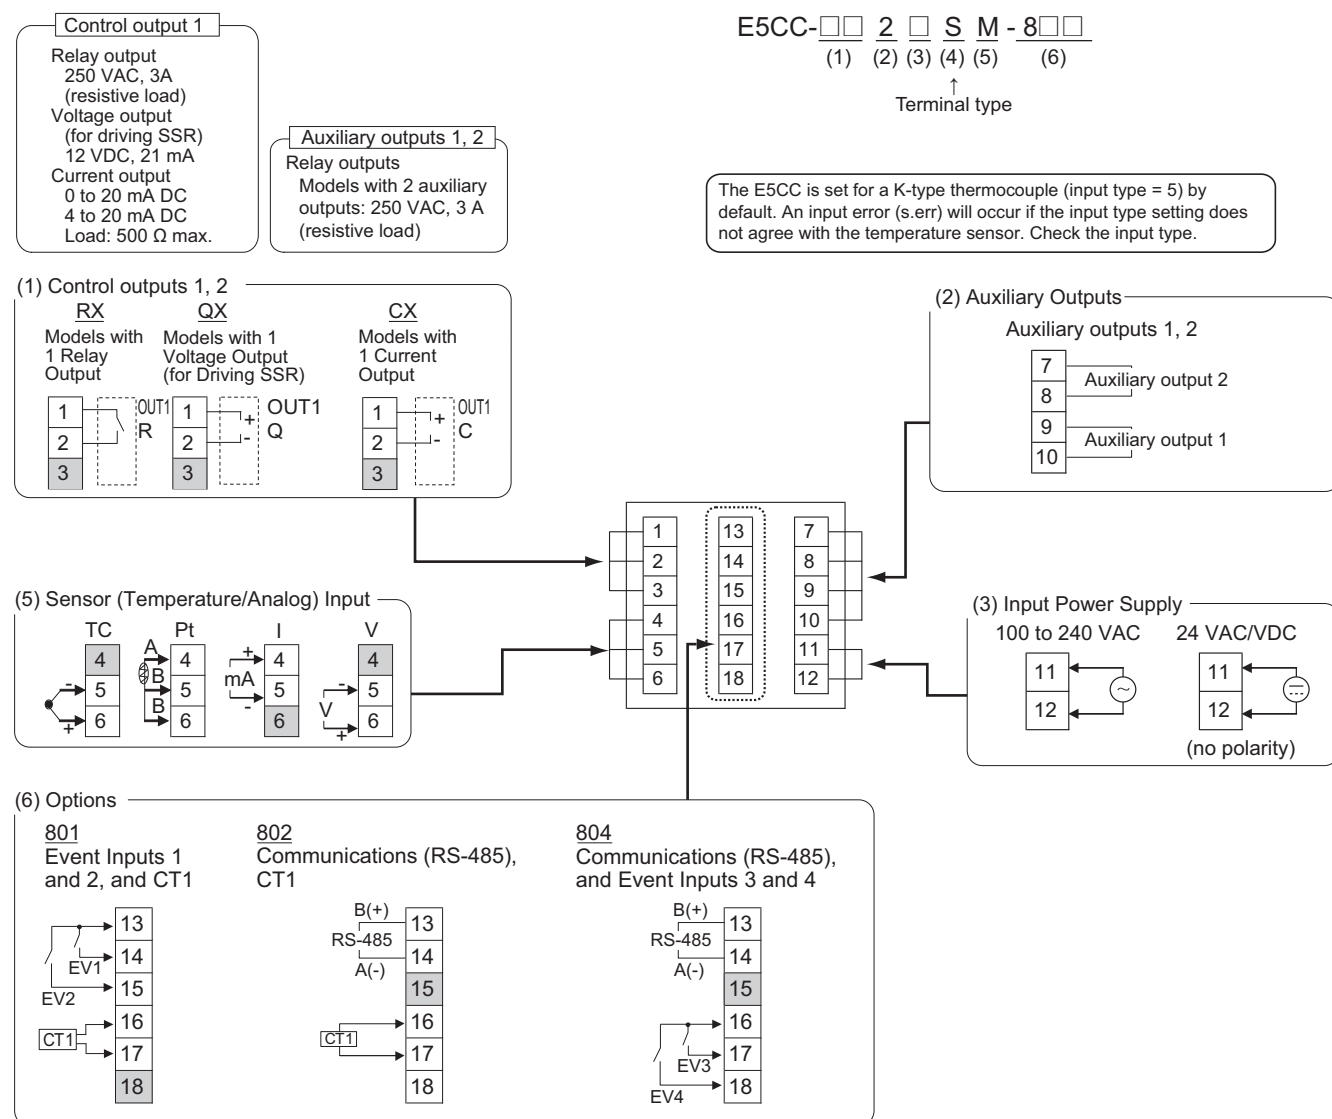 Control output 1
Relay output
250 VAC, 3A
(resistive load)
Voltage output
(for driving SSR)
12 VDC, 21 mA
Current output
0 to 20 mA DC
4 to 20 mA DC
Load: 500 Ω max.
Auxiliary outputs 1, 2
Relay outputs
Models with 2 auxiliary
outputs: 250 VAC, 3 A
(resistive load)
E5CC-□□ 2 □ S M - 8□□
(1) (2) (3) (4) (5) (6)
↑
Terminal type
The E5CC is set for a K-type thermocouple (input type = 5) by
default. An input error (s.err) will occur if the input type setting does
not agree with the temperature sensor. Check the input type.
(1) Control outputs 1, 2
RX
Models with
1 Relay
Output
1
2
3
OUT1
R
QX
Models with 1
Voltage Output
(for Driving SSR)
1
2
3
+
-
OUT1
Q
CX
Models with
1 Current
Output
1
2
3
+
-
OUT1
C
(2) Auxiliary Outputs
Auxiliary outputs 1, 2
7
8
9
10
Auxiliary output 2
Auxiliary output 1
1
2
3
4
5
6
13
14
15
16
17
18
7
8
9
10
11
12
(5) Sensor (Temperature/Analog) Input
TC
4
5
6
-
+
Pt
A
B
B
4
5
6
I
+
mA
-
4
5
6
V
-
V
+
4
5
6
(3) Input Power Supply
100 to 240 VAC
11
12
~
24 VAC/VDC
11
12
(no polarity)
(6) Options
801
Event Inputs 1
and 2, and CT1
13
14
15
16
17
18
EV1
EV2
CT1
802
Communications (RS-485),
CT1
B(+)
RS-485
A(-)
CT1
13
14
15
16
17
18
804
Communications (RS-485),
and Event Inputs 3 and 4
B(+)
RS-485
A(-)
EV3
EV4
13
14
15
16
17
18